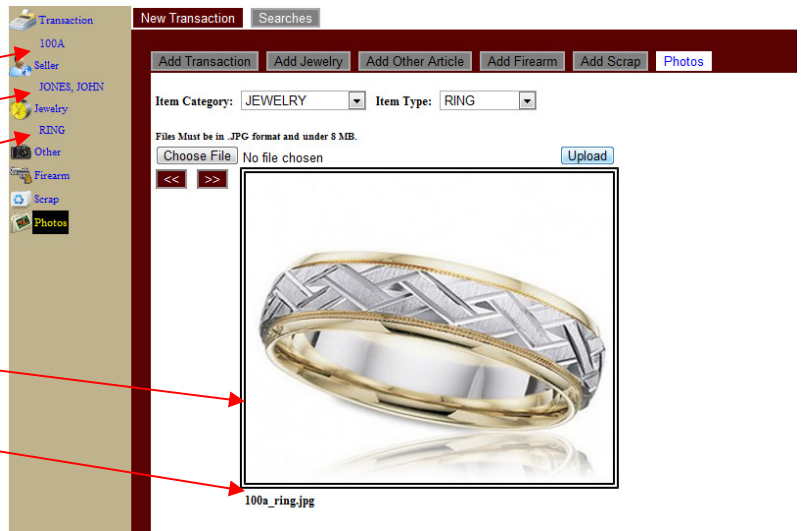 Transaction
100A
Seller
JONES, JOHN
Jewelry
RING
Other
Firearm
Scrap
Photos
New Transaction Searches
Add Transaction Add Jewelry Add Other Article Add Firearm Add Scrap Photos
Item Category: JEWELRY Item Type: RING
Files Must be in .JPG format and under 8 MB.
Choose File No file chosen Upload
<< >>
100a_ring.jpg